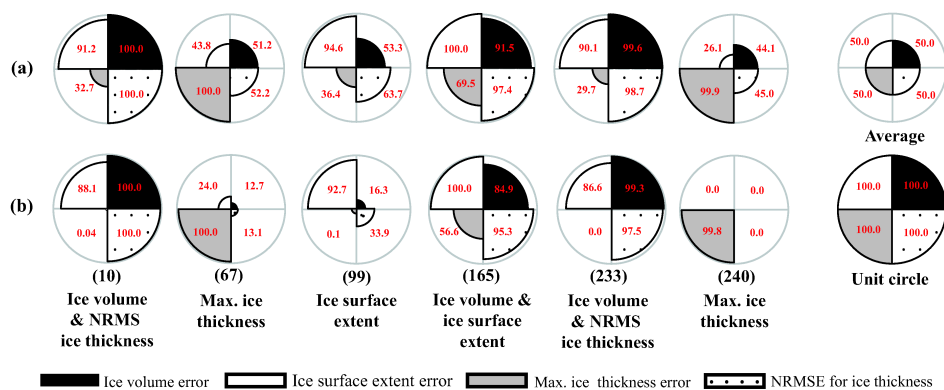 (a)
91.2 100.0 43.8 51.2 94.6 53.3 100.0 91.5 90.1 99.6 26.1 44.1 50.0 50.0
32.7 100.0 100.0 52.2 36.4 63.7 69.5 97.4 29.7 98.7 99.9 45.0 50.0 50.0
Average
(b)
88.1 100.0 24.0 12.7 92.7 16.3 100.0 84.9 86.6 99.3 0.0 0.0 100.0 100.0
0.04 100.0 100.0 13.1 0.1 33.9 56.6 95.3 0.0 97.5 99.8 0.0 100.0 100.0
(10) (67) (99) (165) (233) (240) Unit circle
Ice volume Max. ice Ice surface Ice volume & Ice volume Max. ice
& NRMS thickness extent ice surface & NRMS thickness
ice thickness extent ice thickness
Ice volume error Ice surface extent error Max. ice thickness error NRMSE for ice thickness